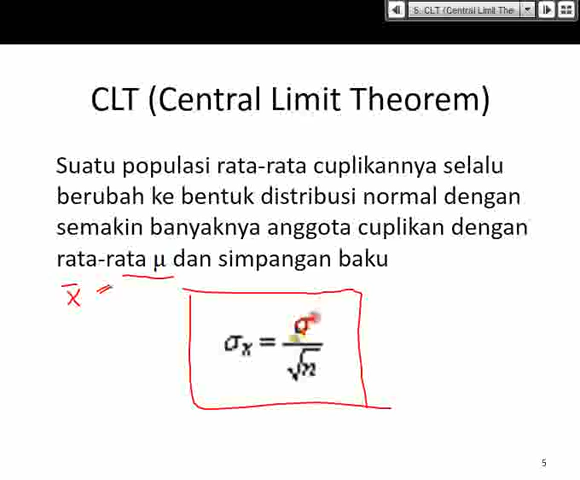 5. CLT (Central Limit The
CLT (Central Limit Theorem)
Suatu populasi rata-rata cuplikannya selalu
berubah ke bentuk distribusi normal dengan
semakin banyaknya anggota cuplikan dengan
rata-rata μ dan simpangan baku
x̄ =
σₓ = σ/√n
5